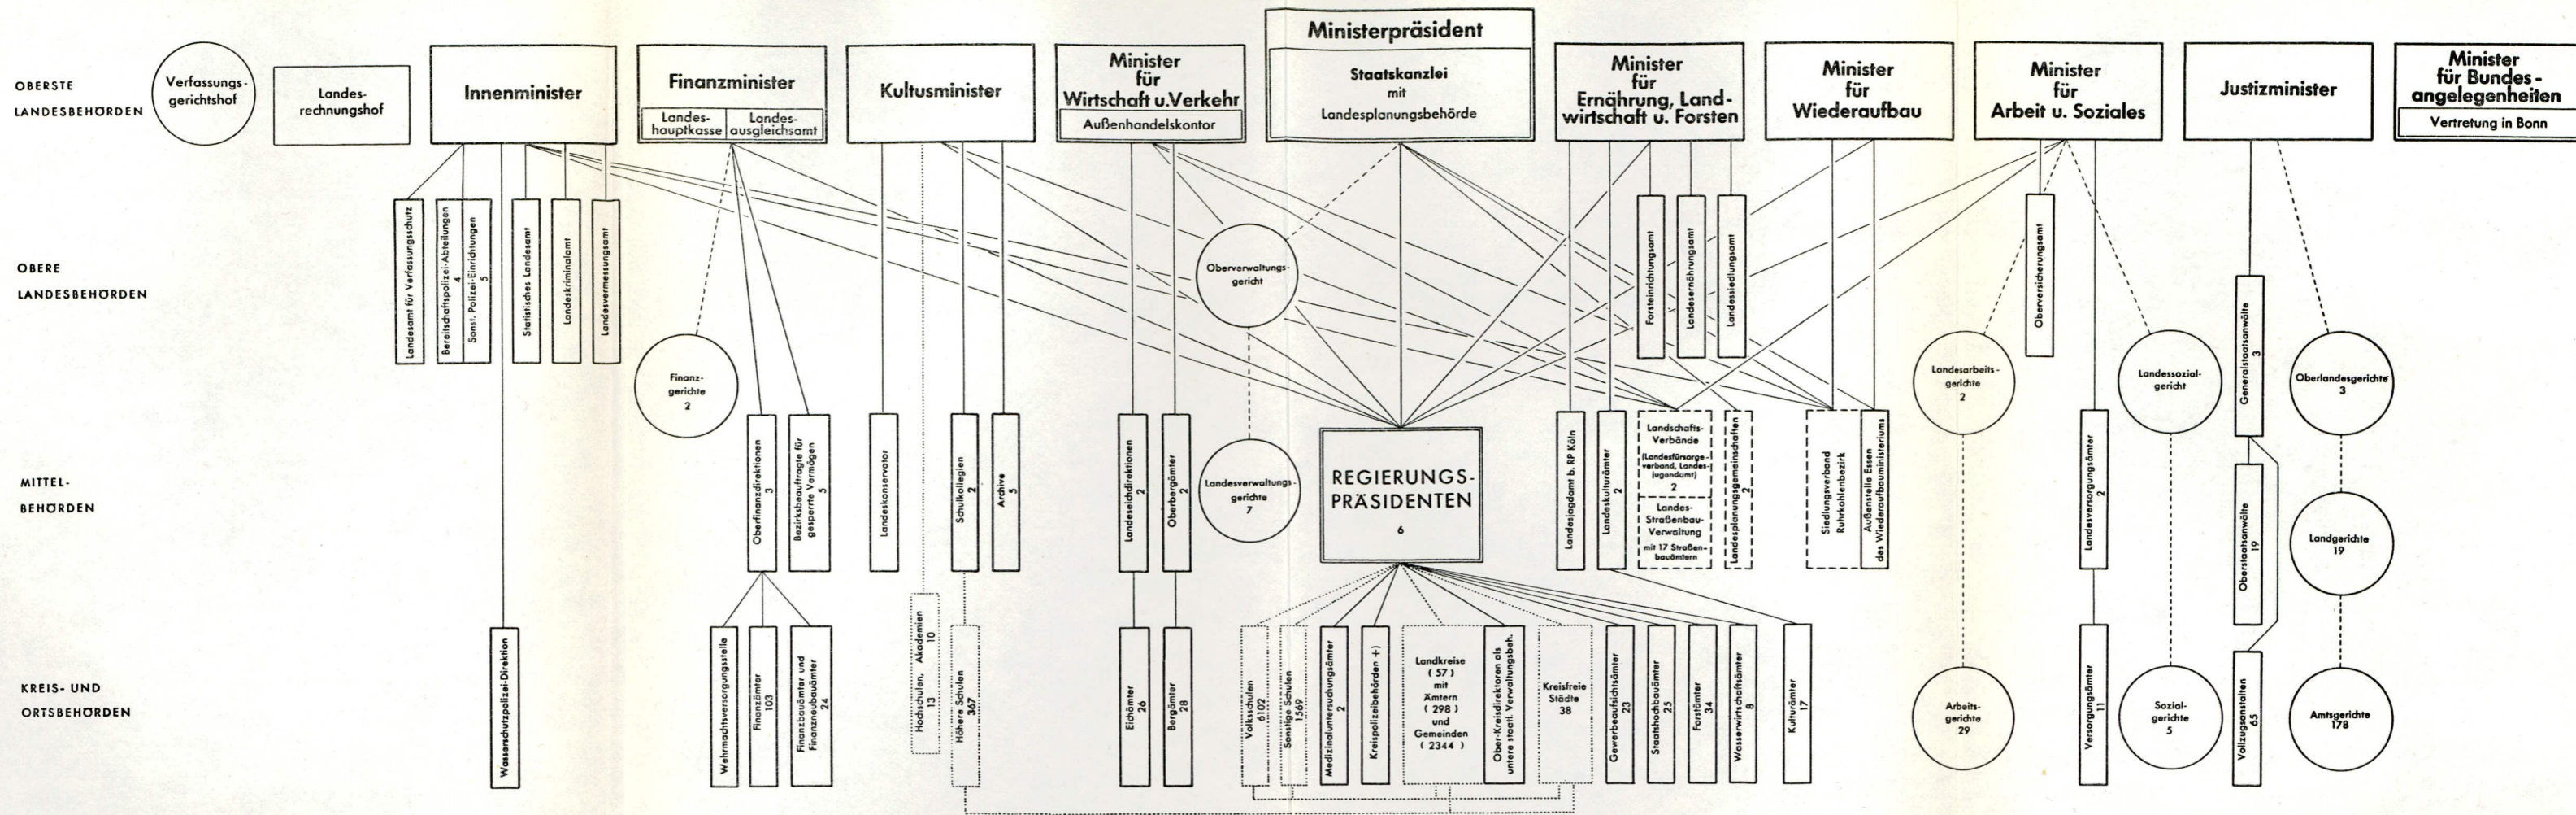 OBERSTE
LANDESBEHÖRDEN
Verfassungs-
gerichtshof
Landes-
rechnungshof
Innenminister
Finanzminister
Landes-
hauptkasse
Landes-
ausgleichsamt
Kultusminister
Minister
für
Wirtschaft u.Verkehr
Außenhandelskontor
Ministerpräsident
Staatskanzlei
mit
Landesplanungsbehörde
Minister
für
Ernährung, Land-
wirtschaft u. Forsten
Minister
für
Wiederaufbau
Minister
für
Arbeit u. Soziales
Justizminister
Minister
für Bundes-
angelegenheiten
Vertretung in Bonn
OBERE
LANDESBEHÖRDEN
Landesamt für Verfassungsschutz
Bereitschaftspolizei-Abteilungen
4
Sonst. Polizei-Einrichtungen
5
Statistisches Landesamt
Landeskriminalamt
Landesvermessungsamt
Finanz-
gerichte
2
Oberverwaltungs-
gericht
Forsteinrichtungsamt
Landesernährungsamt
Landessiedlungsamt
Oberversicherungsamt
Landesarbeits-
gerichte
2
Landessozial-
gericht
Generalstaatsanwälte
3
Oberlandesgerichte
3
MITTEL-
BEHÖRDEN
Oberfinanzdirektionen
3
Bezirksbeauftragte für
gesperrte Vermögen
5
Landeskonservator
Schulkollegien
2
Archive
5
Landeseichdirektionen
2
Oberbergämter
2
Landesverwaltungs-
gerichte
7
REGIERUNGS-
PRÄSIDENTEN
6
Landesjagdamt b. RP Köln
Landeskulturämter
2
Landschafts-
Verbände
(Landesfürsorge-
verband, Landes-
jugendamt)
2
Landes-
Straßenbau-
Verwaltung
mit 17 Straßen-
bauämtern
Landesplanungsgemeinschaften
2
Siedlungsverband
Ruhrkohlenbezirk
Außenstelle Essen
des Wiederaufbauministeriums
Landesversorgungsämter
2
Oberstaatsanwälte
19
Landgerichte
19
KREIS- UND
ORTSBEHÖRDEN
Wasserschutzpolizei-Direktion
Wehrmachtsversorgungsstelle
Finanzämter
103
Finanzbauämter und
Finanzneubauämter
24
Hochschulen, Akademien
13 10
Höhere Schulen
367
Eichämter
26
Bergämter
28
Volksschulen
6102
Sonstige Schulen
1569
Medizinaluntersuchungsämter
2
Kreispolizeibehörden +)
Landkreise
( 57 )
mit
Ämtern
( 298 )
und
Gemeinden
( 2344 )
Ober-Kreisdirektoren als
untere staatl. Verwaltungsbeh.
Kreisfreie
Städte
38
Gewerbeaufsichtsämter
23
Staatshochbauämter
25
Forstämter
34
Wasserwirtschaftsämter
8
Kulturämter
17
Arbeits-
gerichte
29
Versorgungsämter
11
Sozial-
gerichte
5
Vollzugsanstalten
65
Amtsgerichte
178